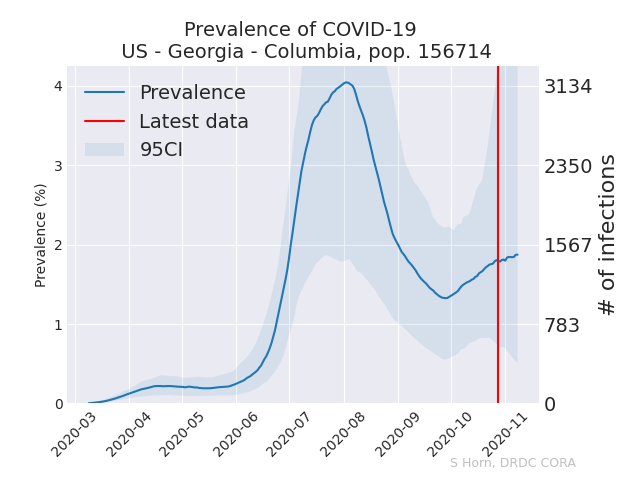 Prevalence of COVID-19
US - Georgia - Columbia, pop. 156714
Prevalence
Latest data
95CI
Prevalence (%)
4
3
2
1
0
3134
2350
1567
783
0
# of infections
2020-03
2020-04
2020-05
2020-06
2020-07
2020-08
2020-09
2020-10
2020-11
S Horn, DRDC CORA